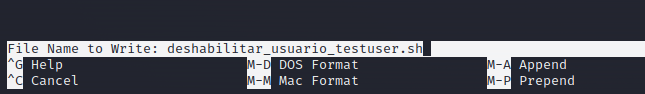 File Name to Write: deshabilitar_usuario_testuser.sh
^G Help M-D DOS Format M-A Append
^C Cancel M-M Mac Format M-P Prepend